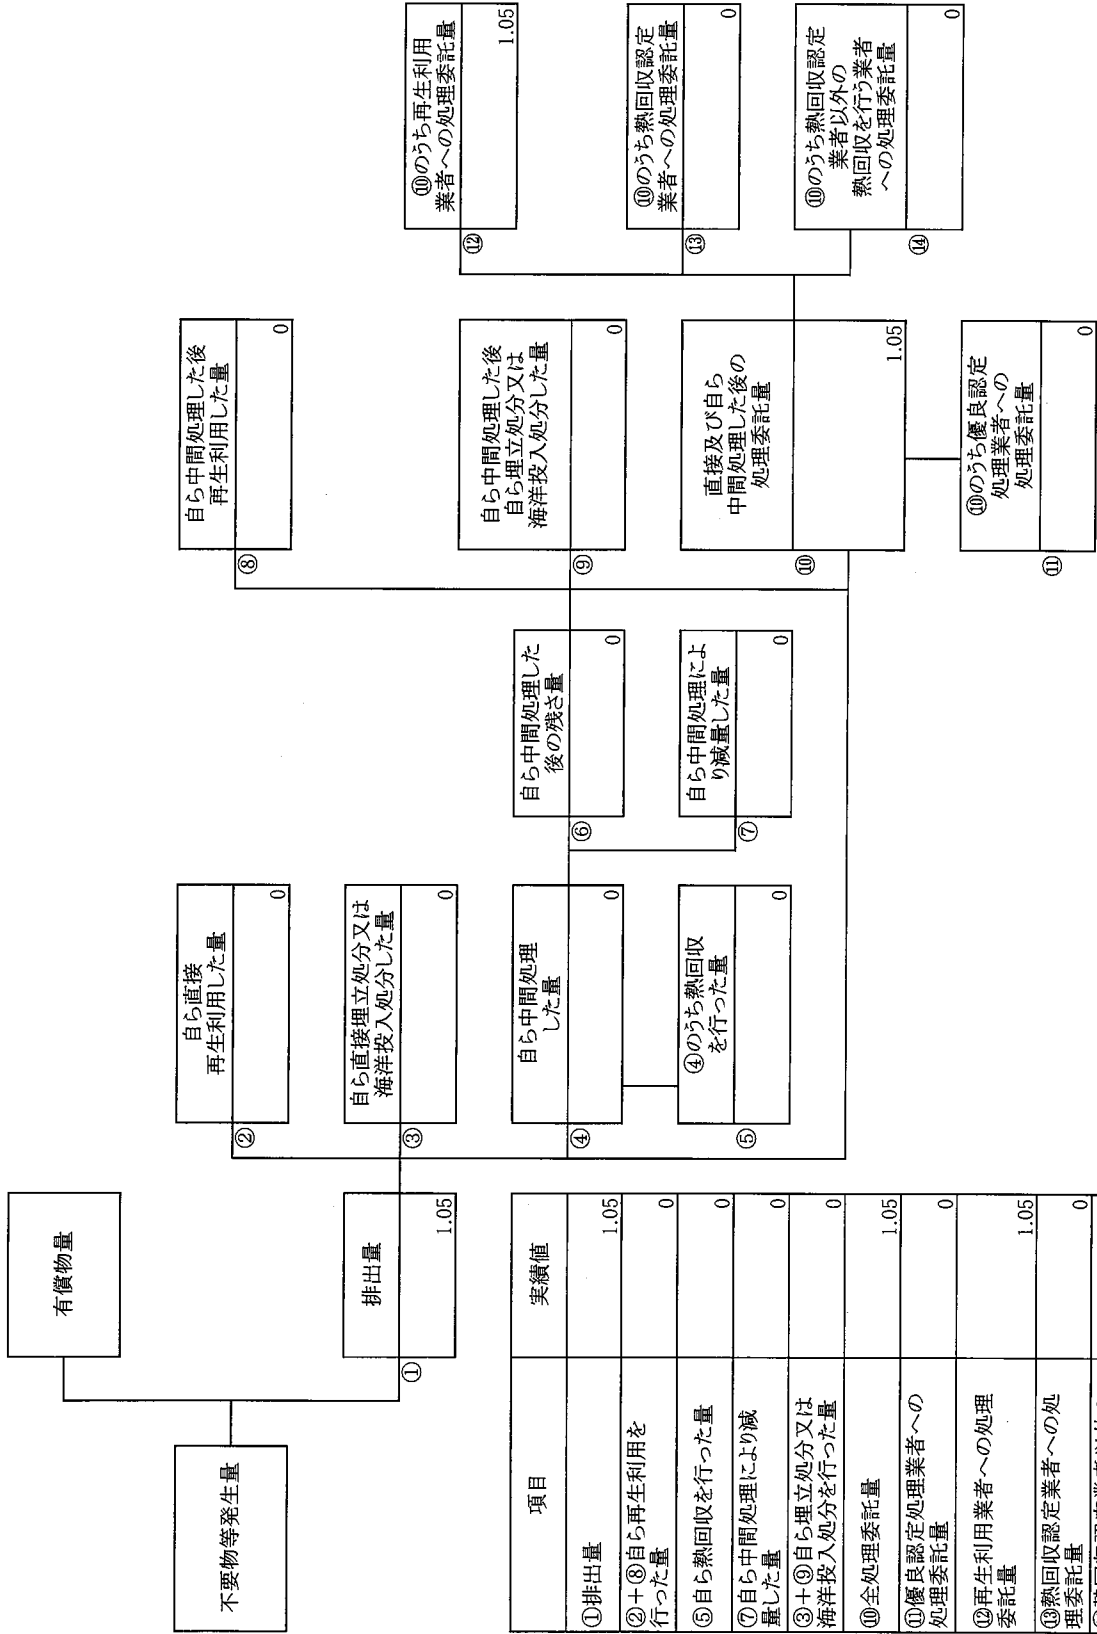 不要物等発生量
有償物量
①
排出量
1.05
②
自ら直接
再生利用した量
0
③
自ら直接埋立処分又は
海洋投入処分した量
0
④
自ら中間処理
した量
0
⑤
④のうち熱回収
を行った量
0
⑥
自ら中間処理した
後の残さ量
0
⑦
自ら中間処理によ
り減量した量
0
⑧
自ら中間処理した後
再生利用した量
0
⑨
自ら中間処理した後
自ら埋立処分又は
海洋投入処分した量
0
⑩
直接及び自ら
中間処理した後の
処理委託量
1.05
⑪
⑩のうち優良認定
処理業者への
処理委託量
0
⑫
⑩のうち再生利用
業者への処理委託量
1.05
⑬
⑩のうち熱回収認定
業者への処理委託量
0
⑭
⑩のうち熱回収認定
業者以外の
熱回収を行う業者
への処理委託量
0
項目 実績値
①排出量 1.05
②+⑧自ら再生利用を
行った量 0
⑤自ら熱回収を行った量 0
⑦自ら中間処理により減
量した量 0
③+⑨自ら埋立処分又は
海洋投入処分を行った量 0
⑩全処理委託量 1.05
⑪優良認定処理業者への
処理委託量 0
⑫再生利用業者への処理
委託量 1.05
⑬熱回収認定業者への処
理委託量 0